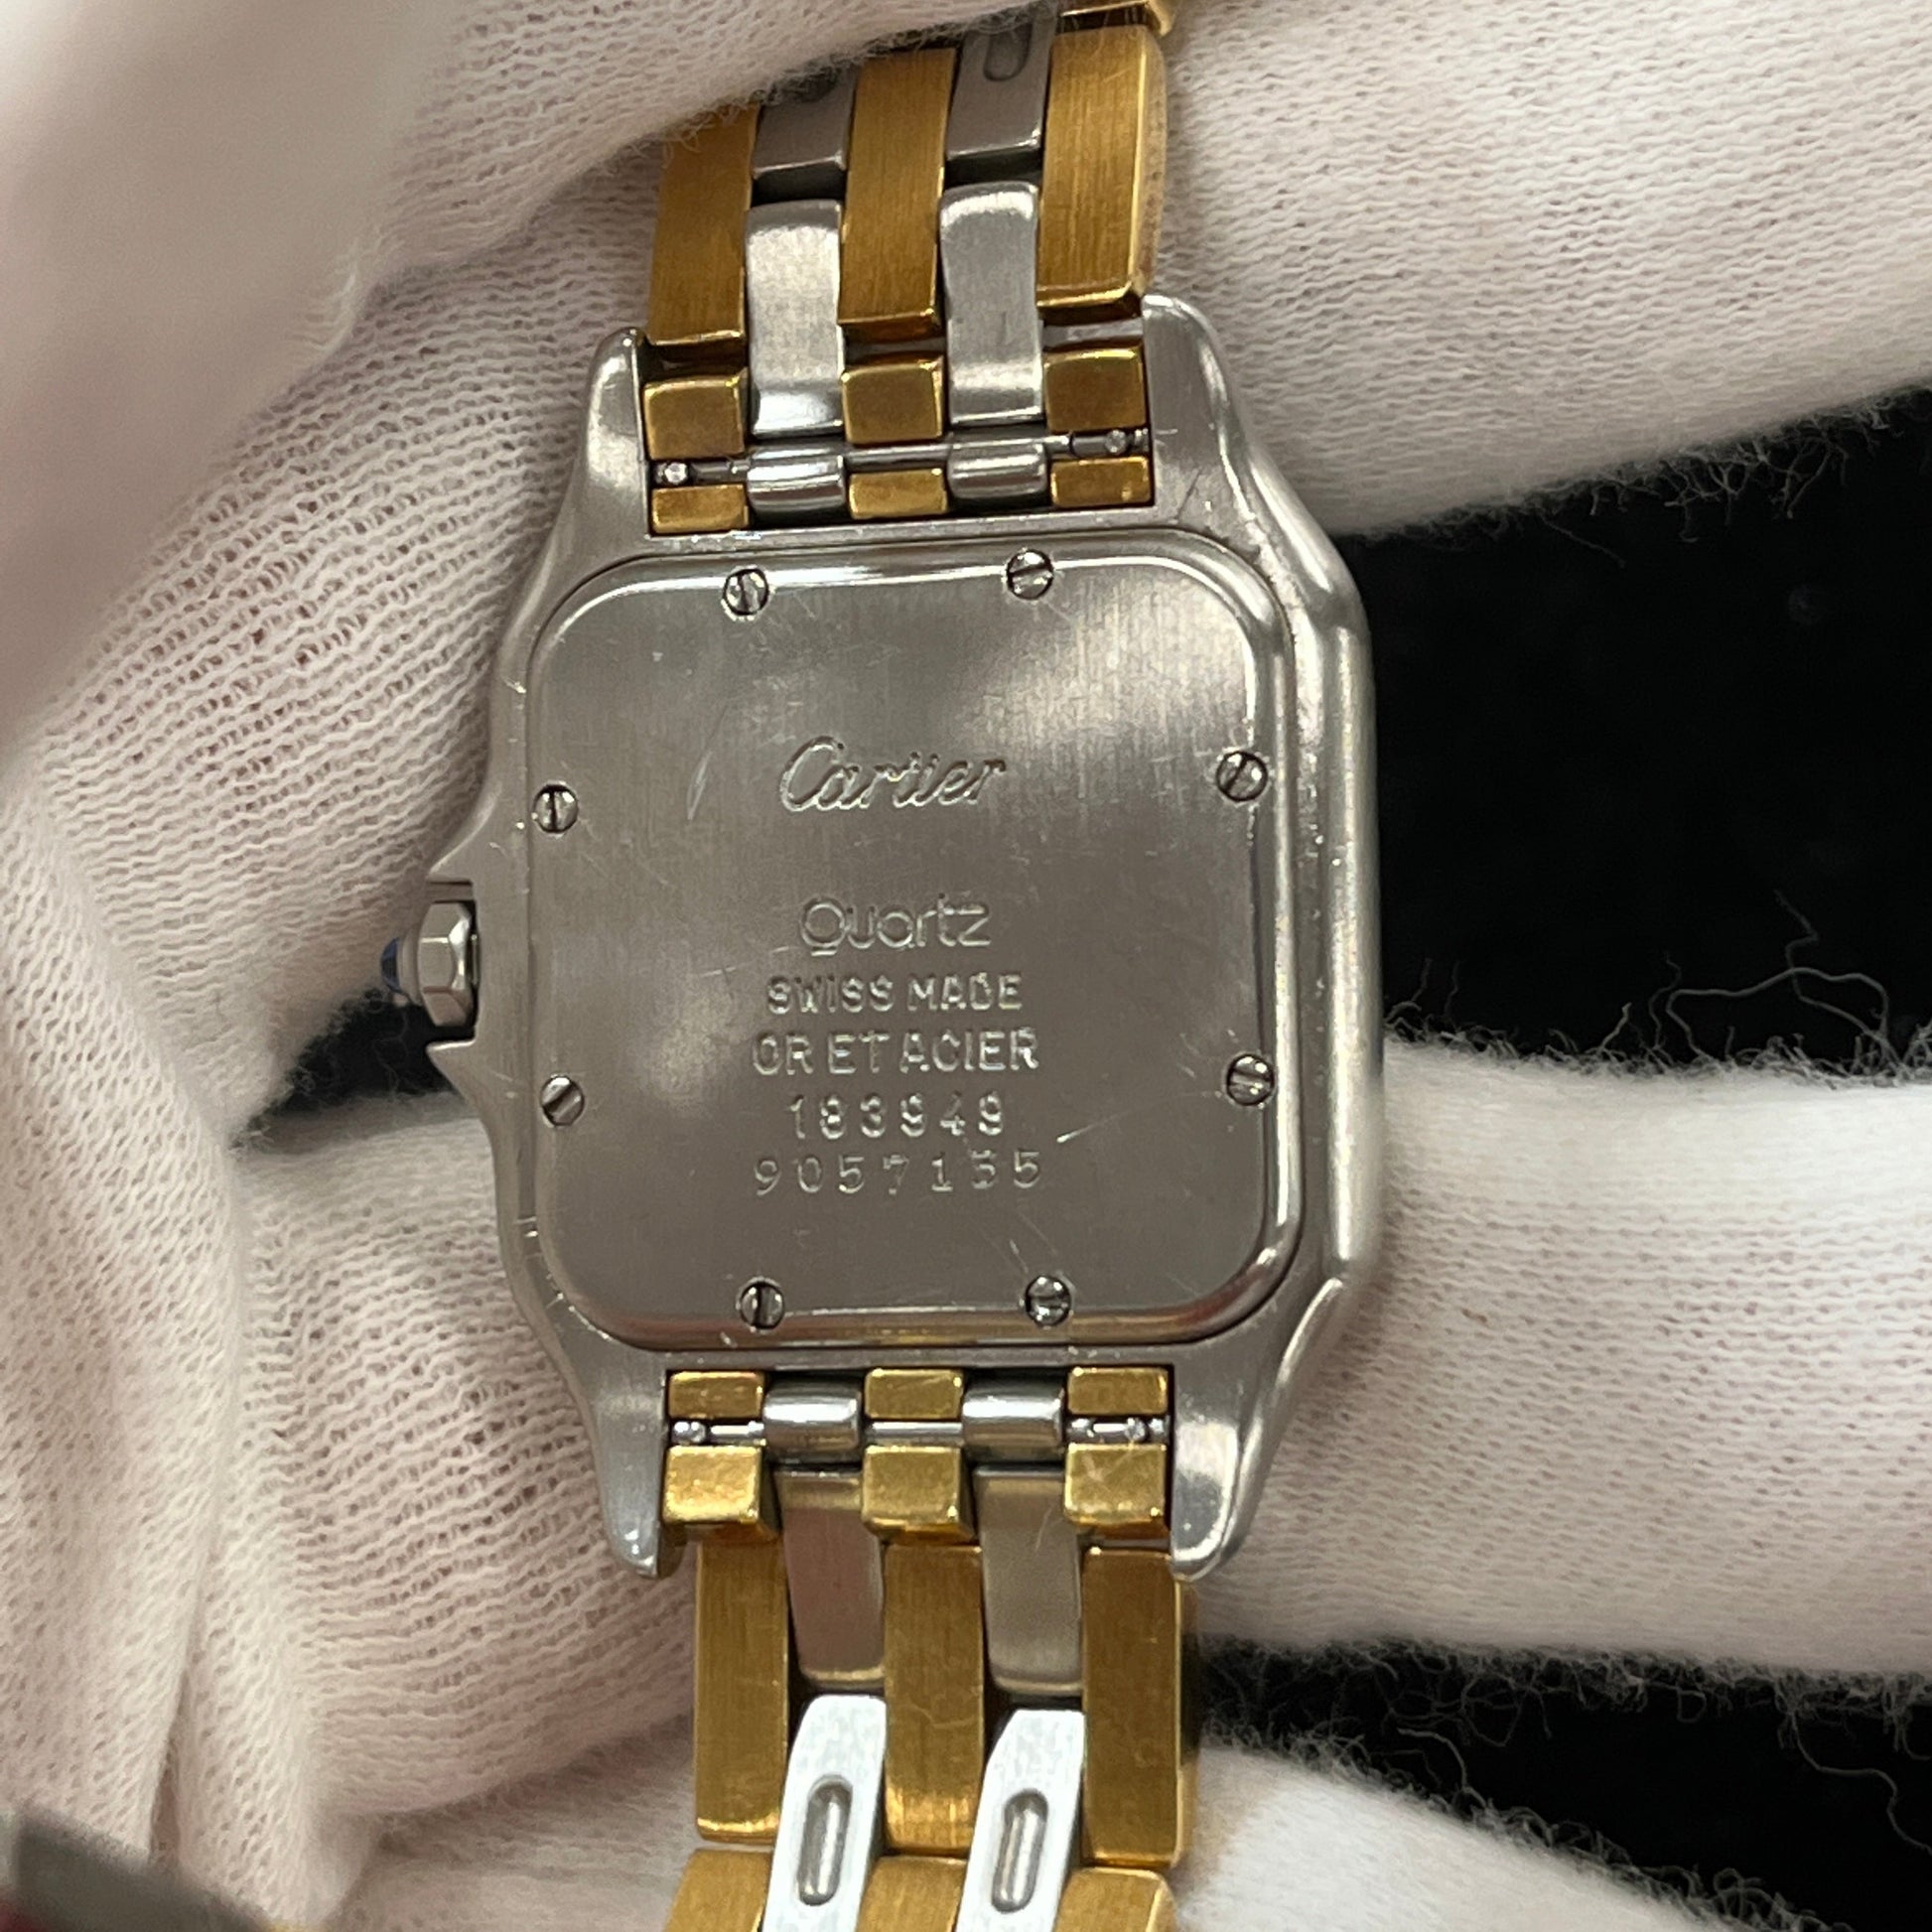 Cartier
Quartz
SWISS MADE
OR ET ACIER
183949
9057155